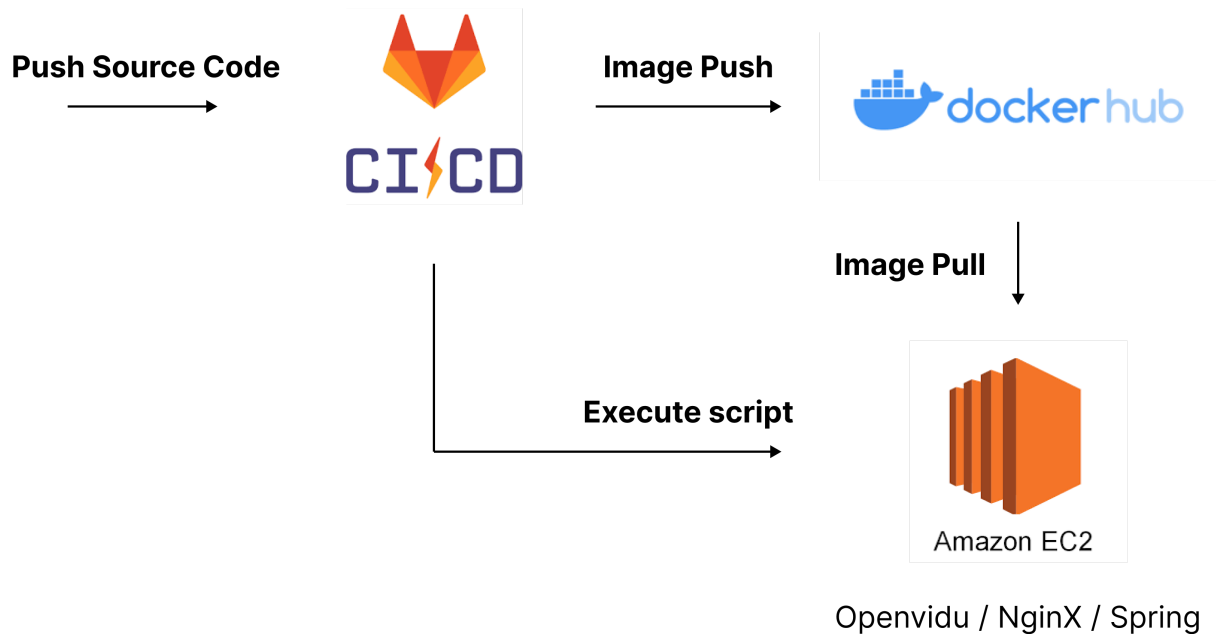 Push Source Code
CI CD
Image Push
docker hub
Image Pull
Execute script
Amazon EC2
Openvidu / NginX / Spring